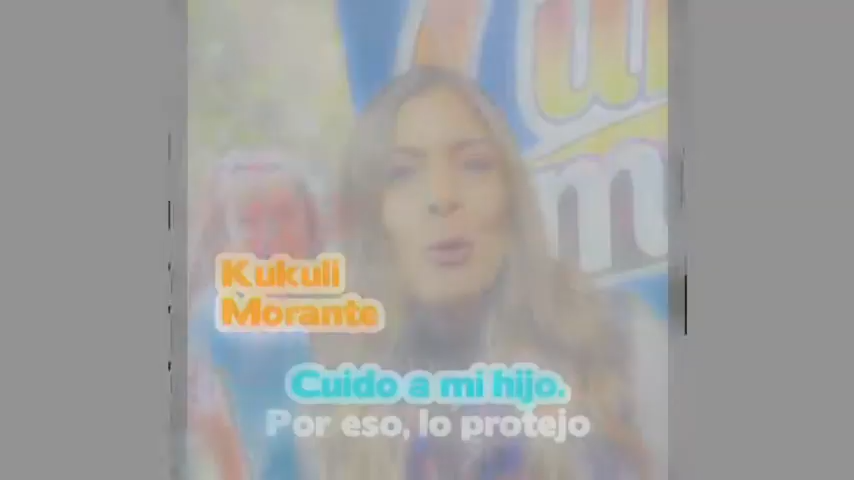 Kukuli
Morante
Cuido a mi hijo.
Por eso, lo protejo